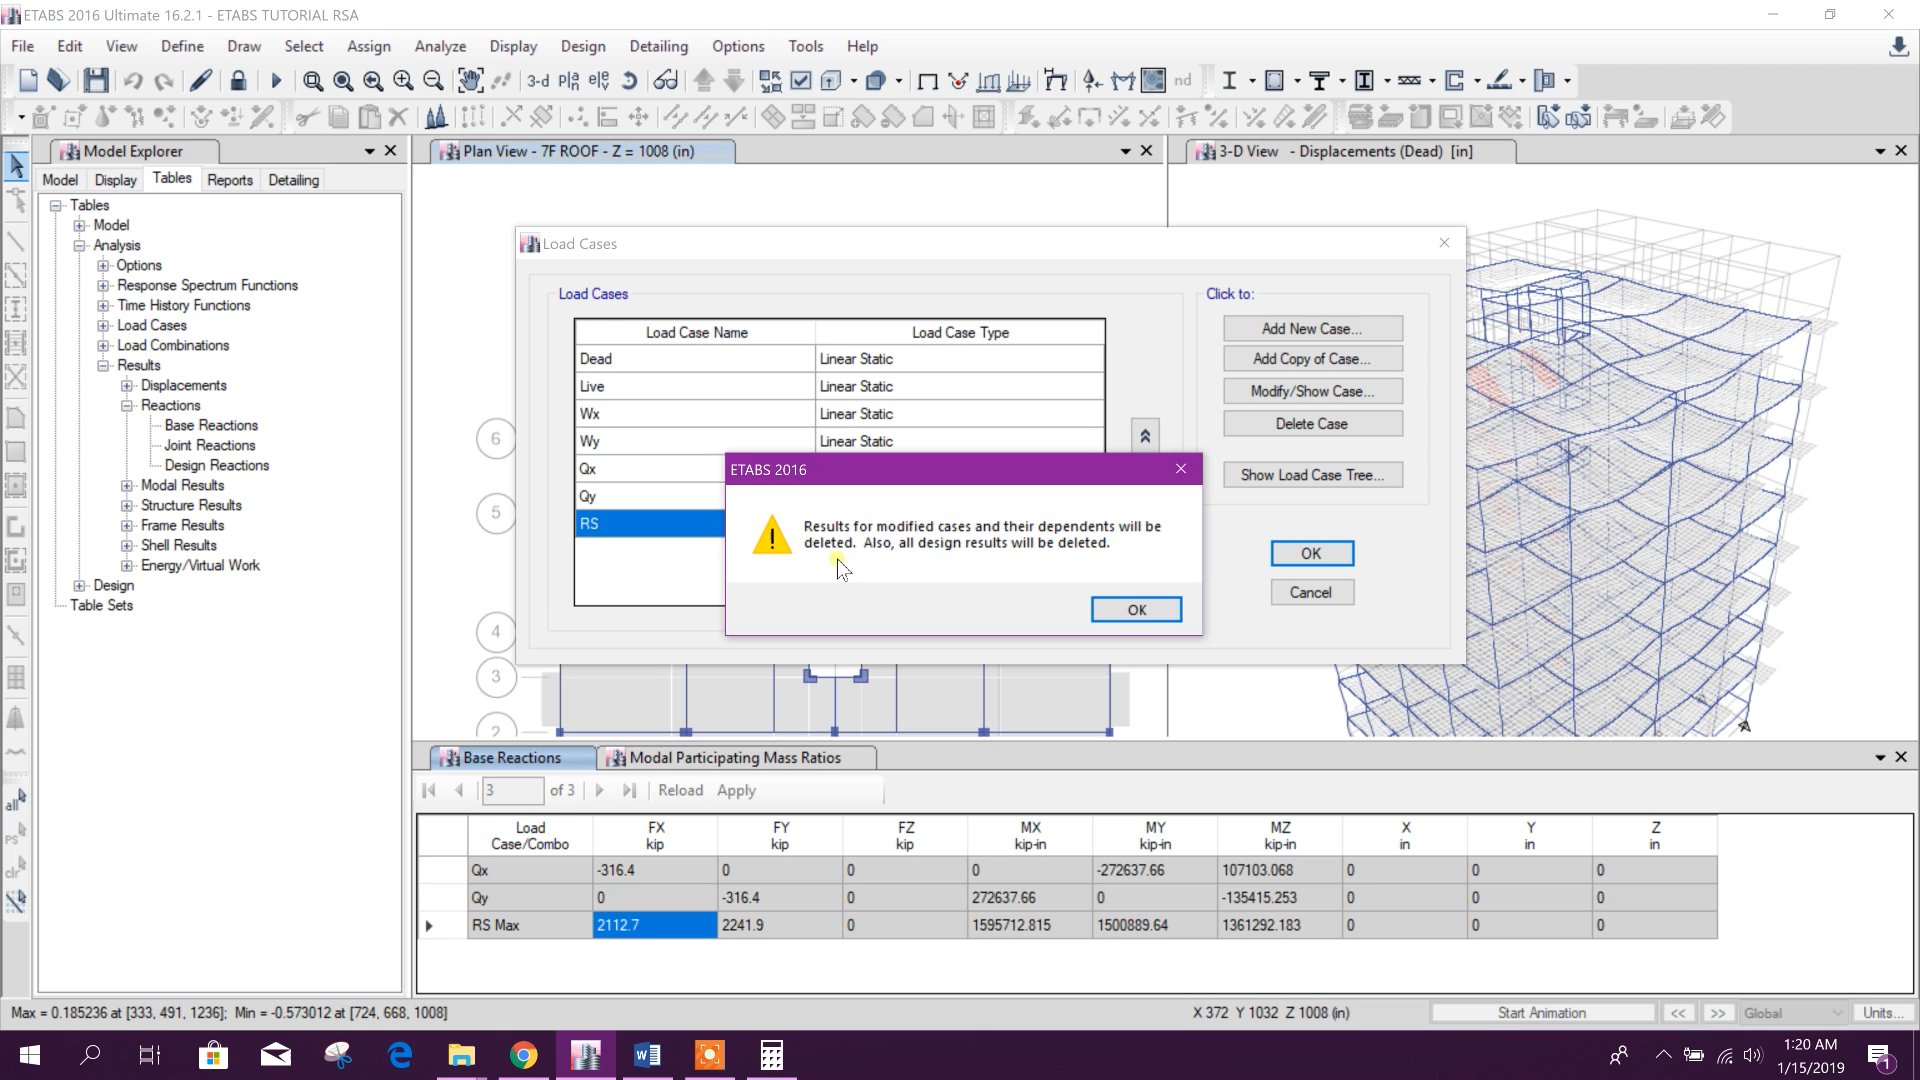 ETABS 2016 Ultimate 16.2.1 - ETABS TUTORIAL RSA
File Edit View Define Draw Select Assign Analyze Display Design Detailing Options Tools Help
3-d nd
Model Explorer
Model Display Tables Reports Detailing
Tables
Model
Analysis
Options
Response Spectrum Functions
Time History Functions
Load Cases
Load Combinations
Results
Displacements
Reactions
Base Reactions
Joint Reactions
Design Reactions
Modal Results
Structure Results
Frame Results
Shell Results
Energy/Virtual Work
Design
Table Sets
Plan View - 7F ROOF - Z = 1008 (in)
3-D View - Displacements (Dead) [in]
6
5
4
3
2
Load Cases
Load Cases
Load Case Name Load Case Type
Dead Linear Static
Live Linear Static
Wx Linear Static
Wy Linear Static
Qx
Qy
RS
Click to:
Add New Case...
Add Copy of Case...
Modify/Show Case...
Delete Case
Show Load Case Tree...
OK
Cancel
ETABS 2016
Results for modified cases and their dependents will be
deleted. Also, all design results will be deleted.
OK
Base Reactions Modal Participating Mass Ratios
3 of 3 Reload Apply
Load FX FY FZ MX MY MZ X Y Z
Case/Combo kip kip kip kip-in kip-in kip-in in in in
Qx -316.4 0 0 0 -272637.66 107103.068 0 0 0
Qy 0 -316.4 0 272637.66 0 -135415.253 0 0 0
RS Max 2112.7 2241.9 0 1595712.815 1500889.64 1361292.183 0 0 0
Max = 0.185236 at [333, 491, 1236]; Min = -0.573012 at [724, 668, 1008] X 372 Y 1032 Z 1008 (in) Start Animation << >> Global Units...
all
PS
clr
1:20 AM
1/15/2019
1